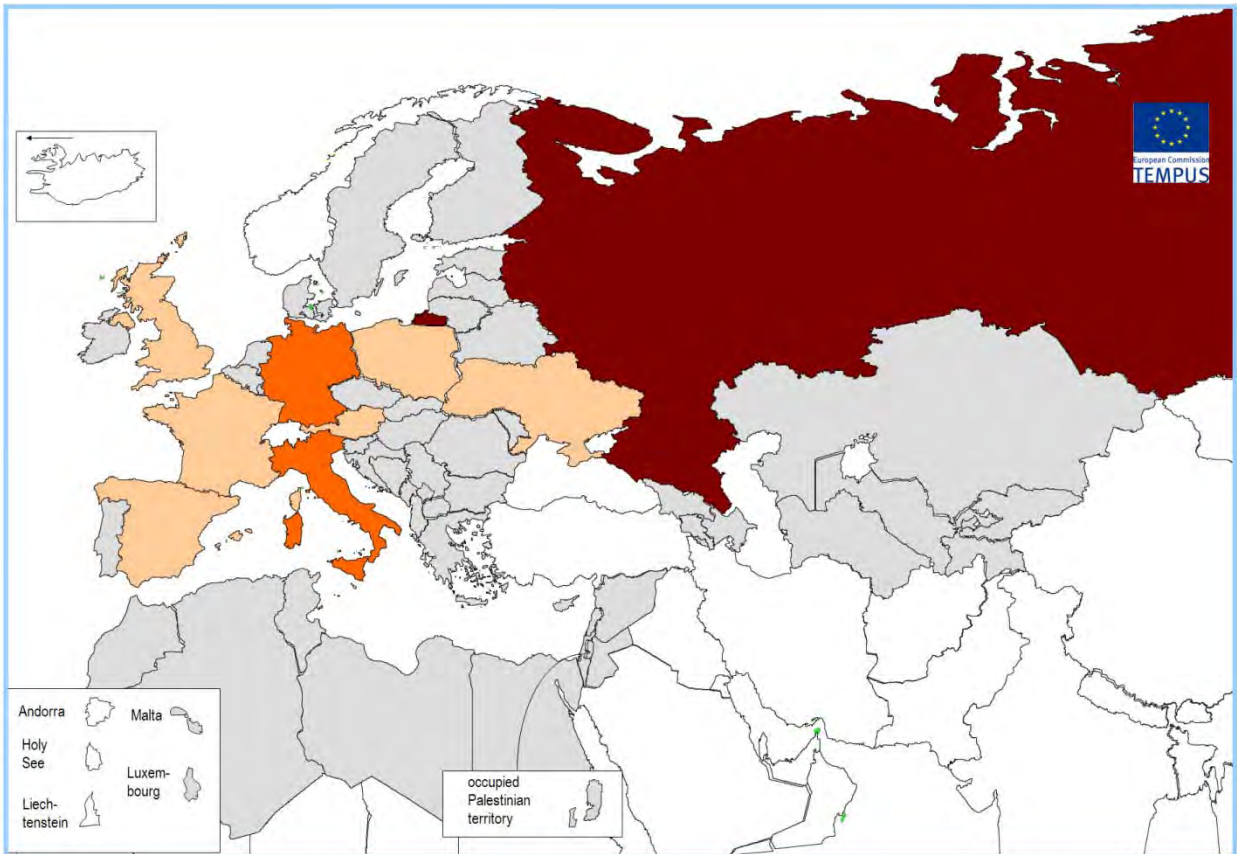 European Commission
TEMPUS
Andorra
Malta
Holy
See
Luxem-
bourg
Liech-
tenstein
occupied
Palestinian
territory